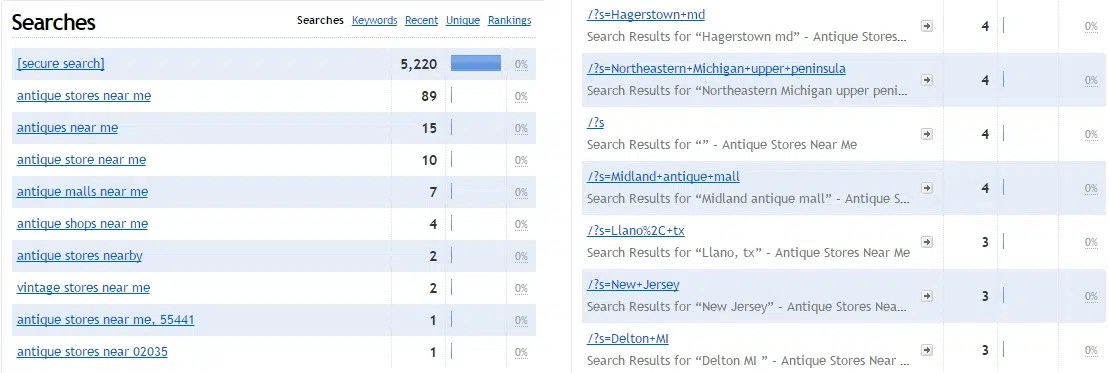 Searches
Searches Keywords Recent Unique Rankings
[secure search] 5,220 0%
antique stores near me 89 0%
antiques near me 15 0%
antique store near me 10 0%
antique malls near me 7 0%
antique shops near me 4 0%
antique stores nearby 2 0%
vintage stores near me 2 0%
antique stores near me, 55441 1 0%
antique stores near 02035 1 0%
/?s=Hagerstown+md 4 0%
Search Results for “Hagerstown md” – Antique Stores...
/?s=Northeastern+Michigan+upper+peninsula 4 0%
Search Results for “Northeastern Michigan upper peni...
/?s 4 0%
Search Results for “” – Antique Stores Near Me
/?s=Midland+antique+mall 4 0%
Search Results for “Midland antique mall” – Antique S...
/?s=Llano%2C+tx 3 0%
Search Results for “Llano, tx” – Antique Stores Near Me
/?s=New+Jersey 3 0%
Search Results for “New Jersey” – Antique Stores Nea...
/?s=Delton+MI 3 0%
Search Results for “Delton MI ” – Antique Stores Near ...